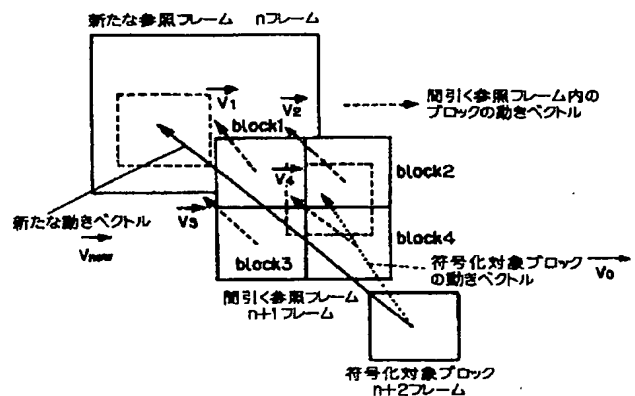 新たな参照フレーム nフレーム
V1
V2
間引く参照フレーム内の
ブロックの動きベクトル
block1
block2
V4
新たな動きベクトル
Vnew
V3
block3
block4
符号化対象ブロック
の動きベクトル
V0
間引く参照フレーム
n+1フレーム
符号化対象ブロック
n+2フレーム